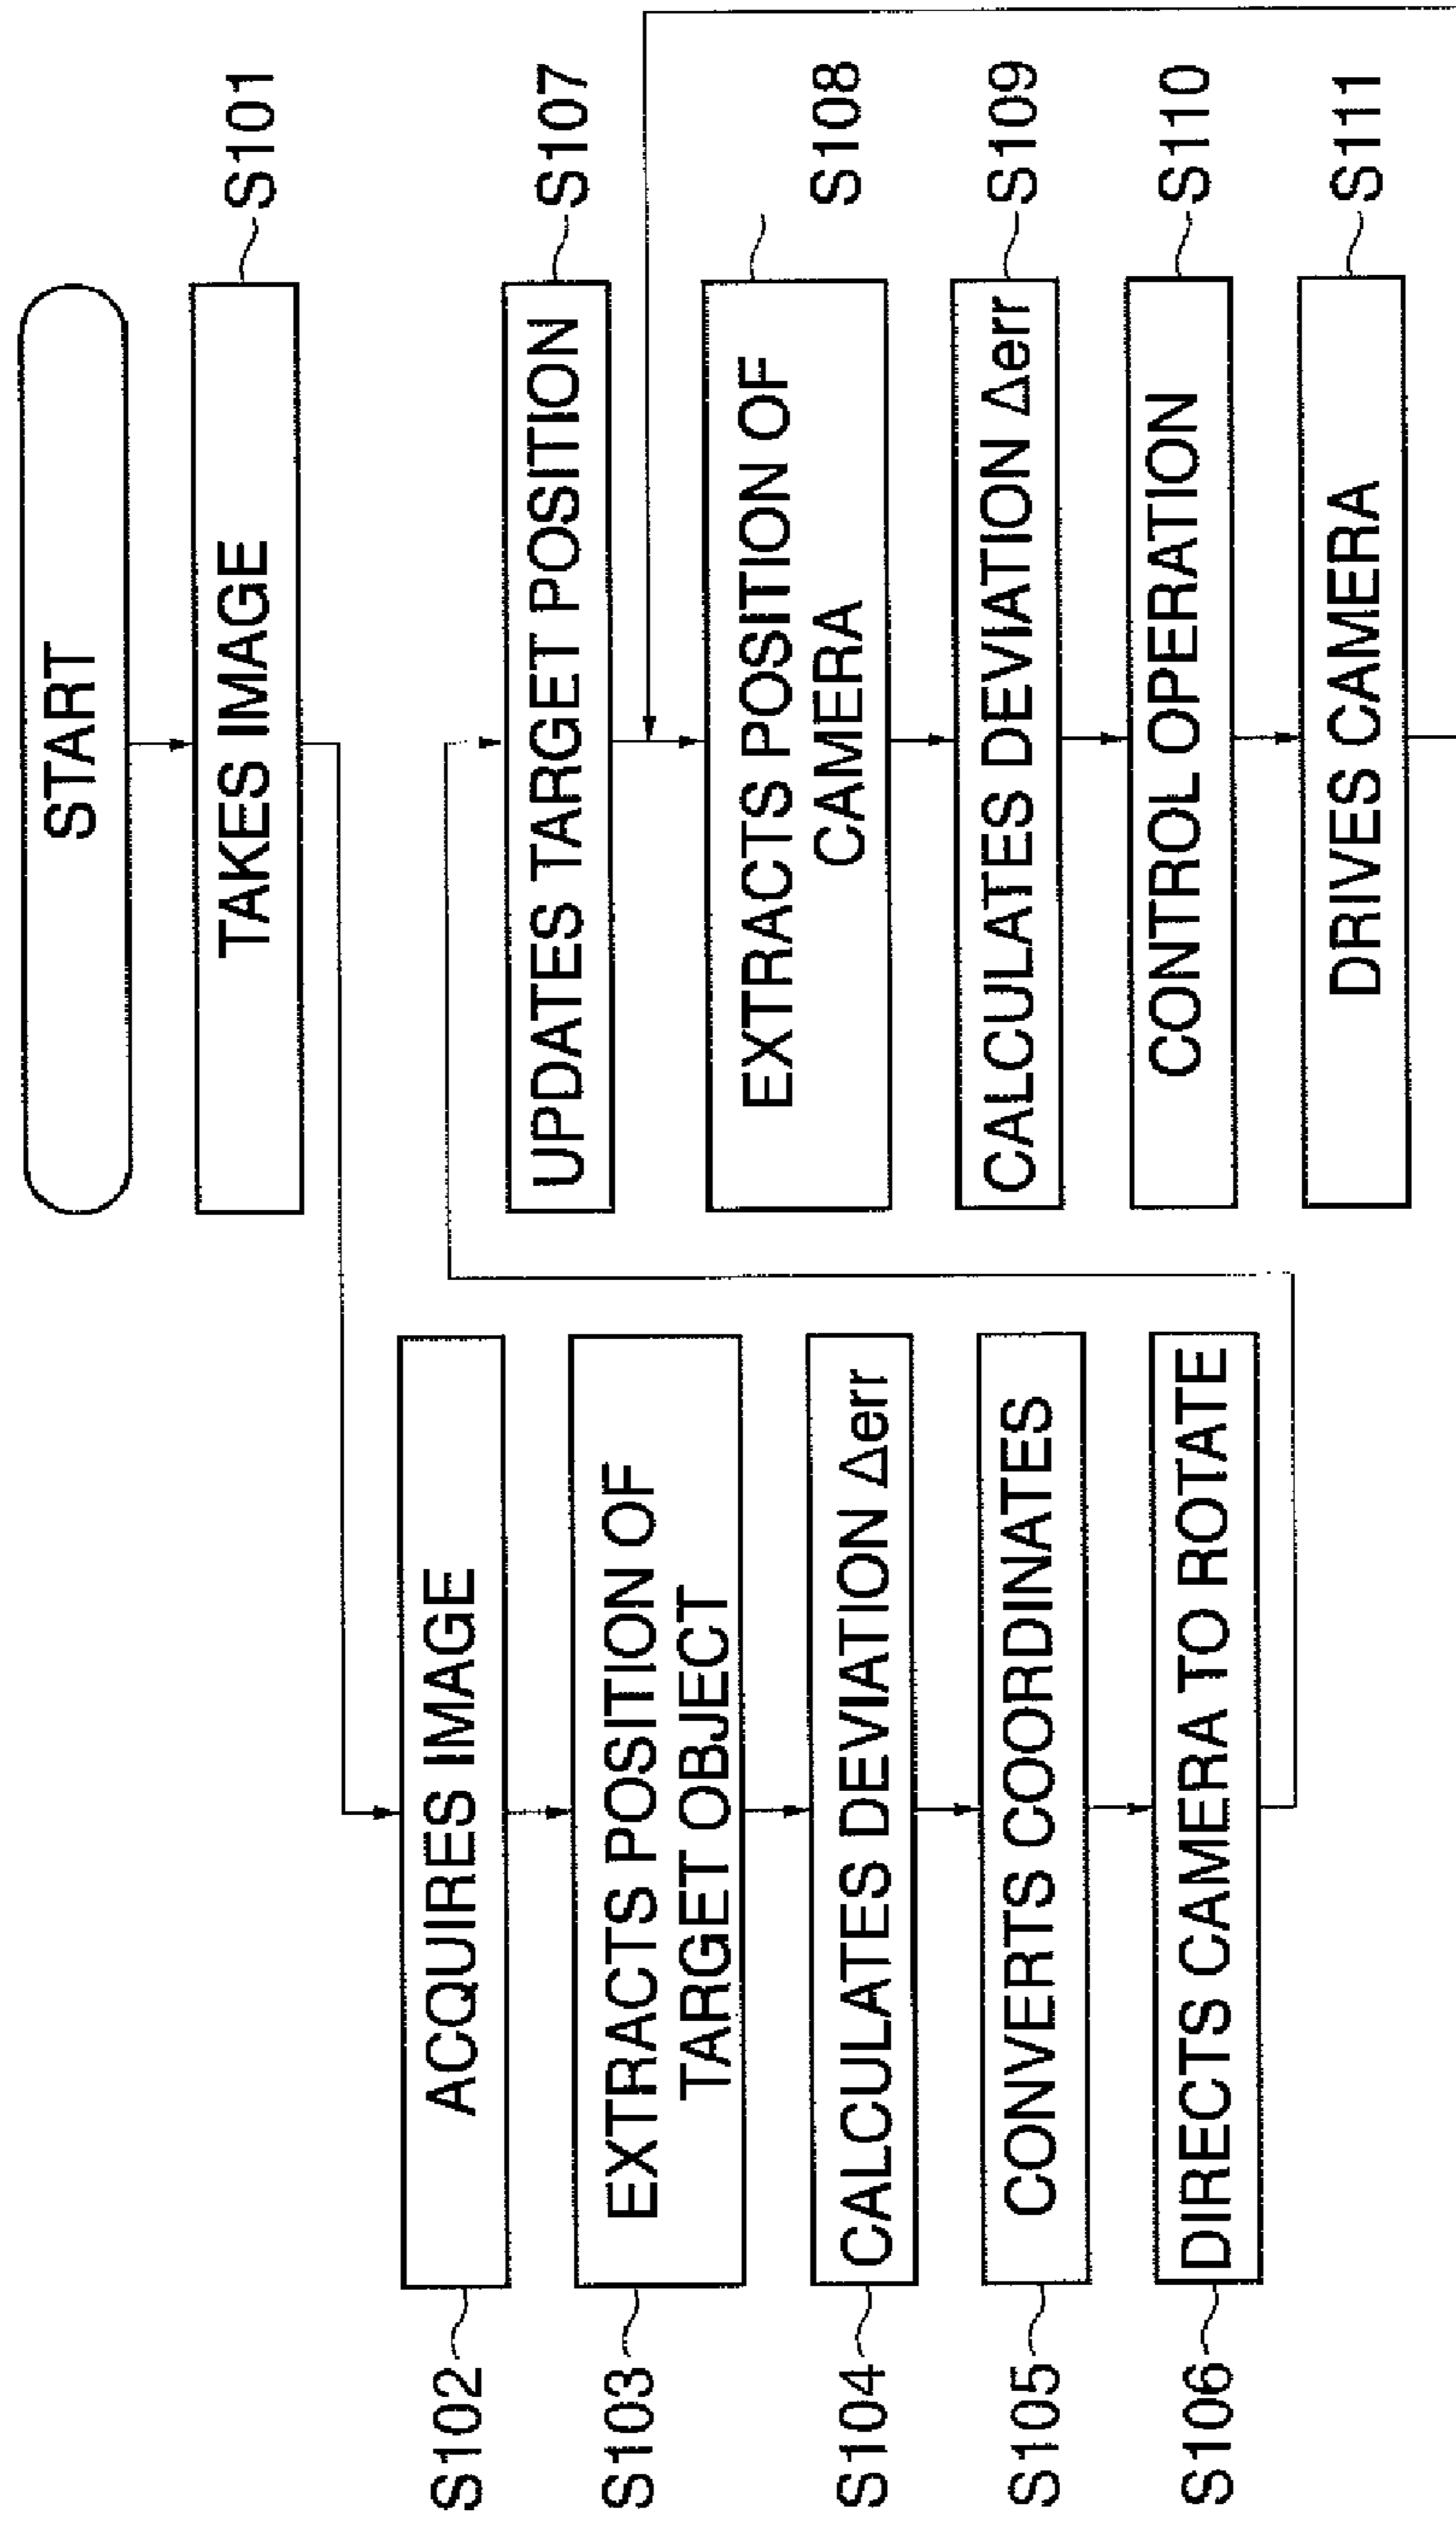 START
TAKES IMAGE
S101
S102
ACQUIRES IMAGE
S103
EXTRACTS POSITION OF
TARGET OBJECT
S104
CALCULATES DEVIATION Δerr
S105
CONVERTS COORDINATES
S106
DIRECTS CAMERA TO ROTATE
UPDATES TARGET POSITION
S107
EXTRACTS POSITION OF
CAMERA
S108
CALCULATES DEVIATION Δerr
S109
CONTROL OPERATION
S110
DRIVES CAMERA
S111